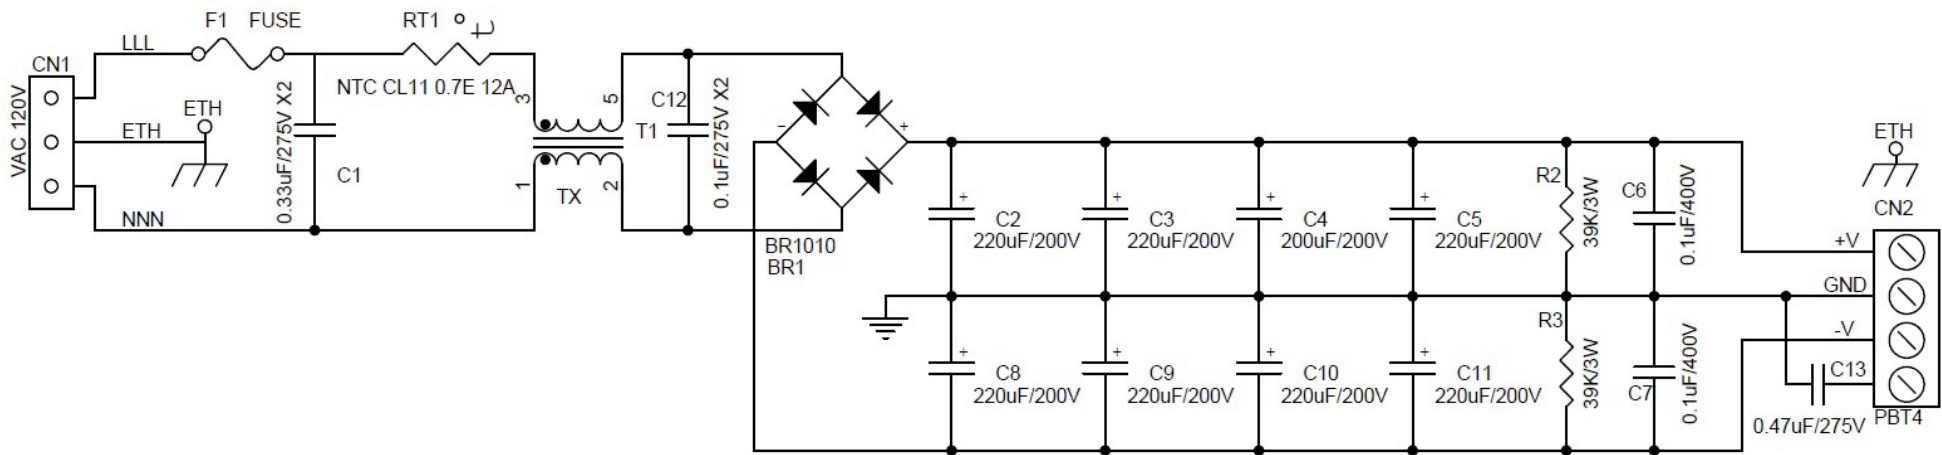 F1 FUSE
RT1
t
LLL
CN1
NTC CL11 0.7E 12A
3
5
C12
ETH
ETH
VAC 120V
0.33uF/275V X2
C1
T1
0.1uF/275V X2
1
2
TX
NNN
-
+
BR1010
BR1
+
C2
220uF/200V
+
C3
220uF/200V
+
C4
200uF/200V
+
C5
220uF/200V
R2
39K/3W
C6
0.1uF/400V
ETH
CN2
+V
GND
-V
+
C8
220uF/200V
+
C9
220uF/200V
+
C10
220uF/200V
+
C11
220uF/200V
R3
39K/3W
C7
0.1uF/400V
C13
0.47uF/275V
PBT4